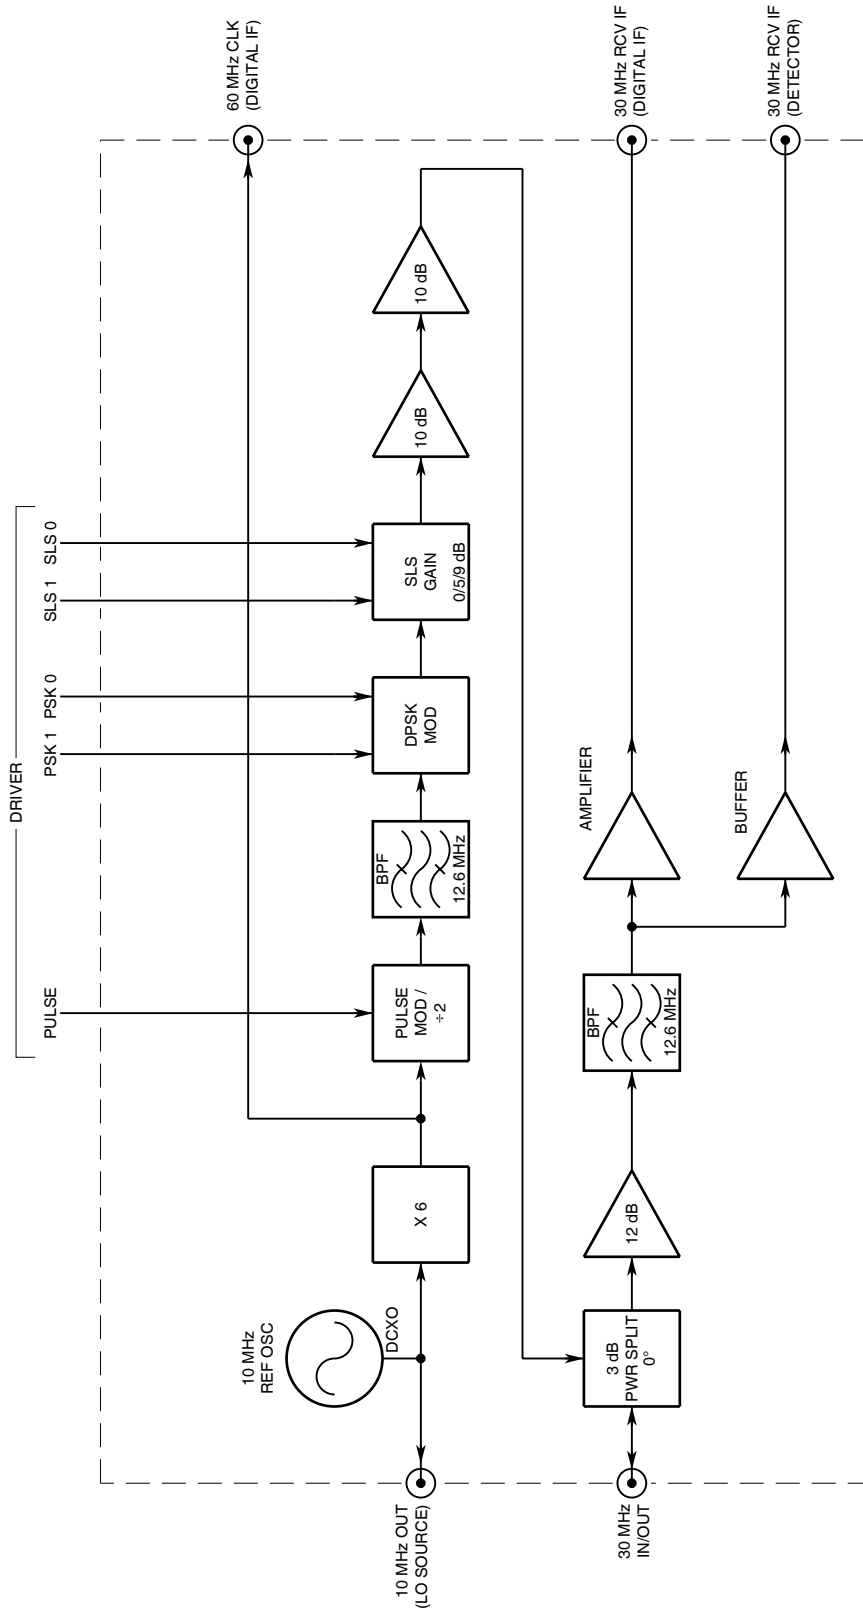 DRIVER
PULSE
PSK 1
PSK 0
SLS 1
SLS 0
60 MHz CLK
(DIGITAL IF)
10 MHz
REF OSC
DCXO
10 MHz OUT
(LO SOURCE)
X 6
PULSE
MOD /
÷2
BPF
12.6 MHz
DPSK
MOD
SLS
GAIN
0/5/9 dB
10 dB
10 dB
30 MHz
IN/OUT
3 dB
PWR SPLIT
0°
12 dB
BPF
12.6 MHz
AMPLIFIER
30 MHz RCV IF
(DIGITAL IF)
BUFFER
30 MHz RCV IF
(DETECTOR)